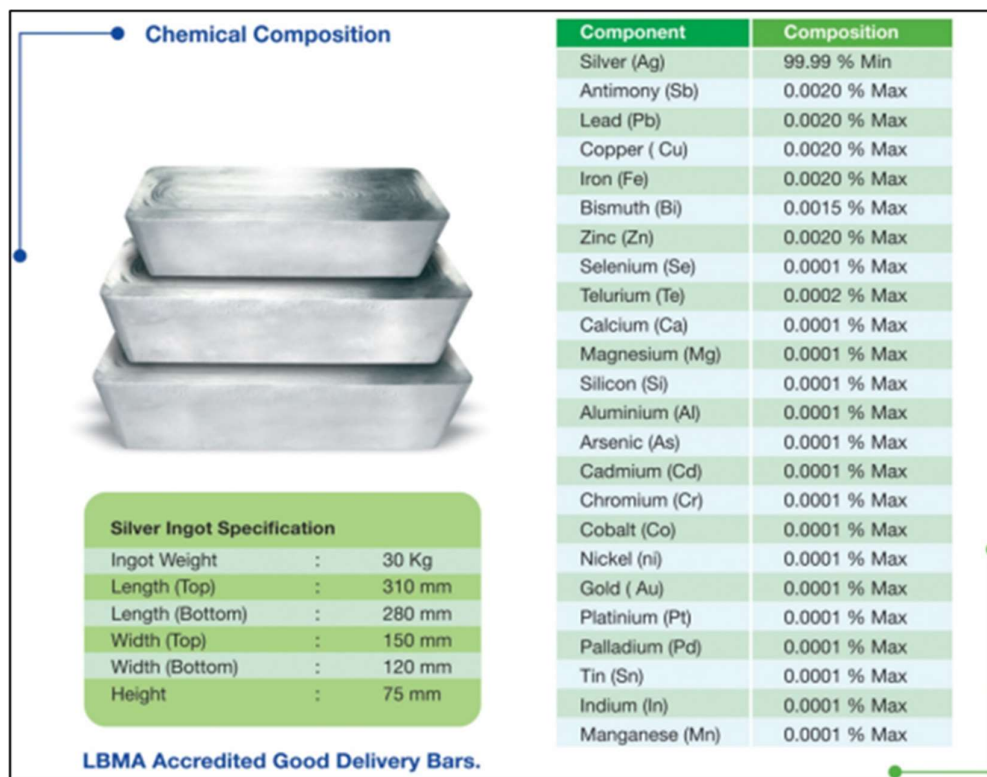 Chemical Composition
Component Composition
Silver (Ag) 99.99 % Min
Antimony (Sb) 0.0020 % Max
Lead (Pb) 0.0020 % Max
Copper ( Cu) 0.0020 % Max
Iron (Fe) 0.0020 % Max
Bismuth (Bi) 0.0015 % Max
Zinc (Zn) 0.0020 % Max
Selenium (Se) 0.0001 % Max
Telurium (Te) 0.0002 % Max
Calcium (Ca) 0.0001 % Max
Magnesium (Mg) 0.0001 % Max
Silicon (Si) 0.0001 % Max
Aluminium (Al) 0.0001 % Max
Arsenic (As) 0.0001 % Max
Cadmium (Cd) 0.0001 % Max
Chromium (Cr) 0.0001 % Max
Cobalt (Co) 0.0001 % Max
Nickel (ni) 0.0001 % Max
Gold ( Au) 0.0001 % Max
Platinium (Pt) 0.0001 % Max
Palladium (Pd) 0.0001 % Max
Tin (Sn) 0.0001 % Max
Indium (In) 0.0001 % Max
Manganese (Mn) 0.0001 % Max
Silver Ingot Specification
Ingot Weight : 30 Kg
Length (Top) : 310 mm
Length (Bottom) : 280 mm
Width (Top) : 150 mm
Width (Bottom) : 120 mm
Height : 75 mm
LBMA Accredited Good Delivery Bars.